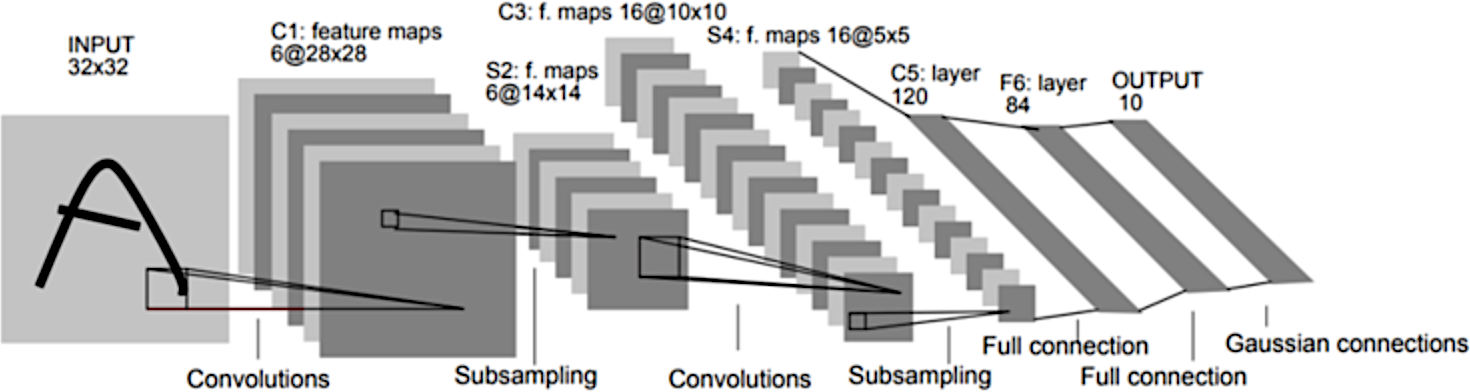 INPUT
32x32
C1: feature maps
6@28x28
S2: f. maps
6@14x14
C3: f. maps 16@10x10
S4: f. maps 16@5x5
C5: layer
120
F6: layer
84
OUTPUT
10
Convolutions
Subsampling
Convolutions
Subsampling
Full connection
Full connection
Gaussian connections